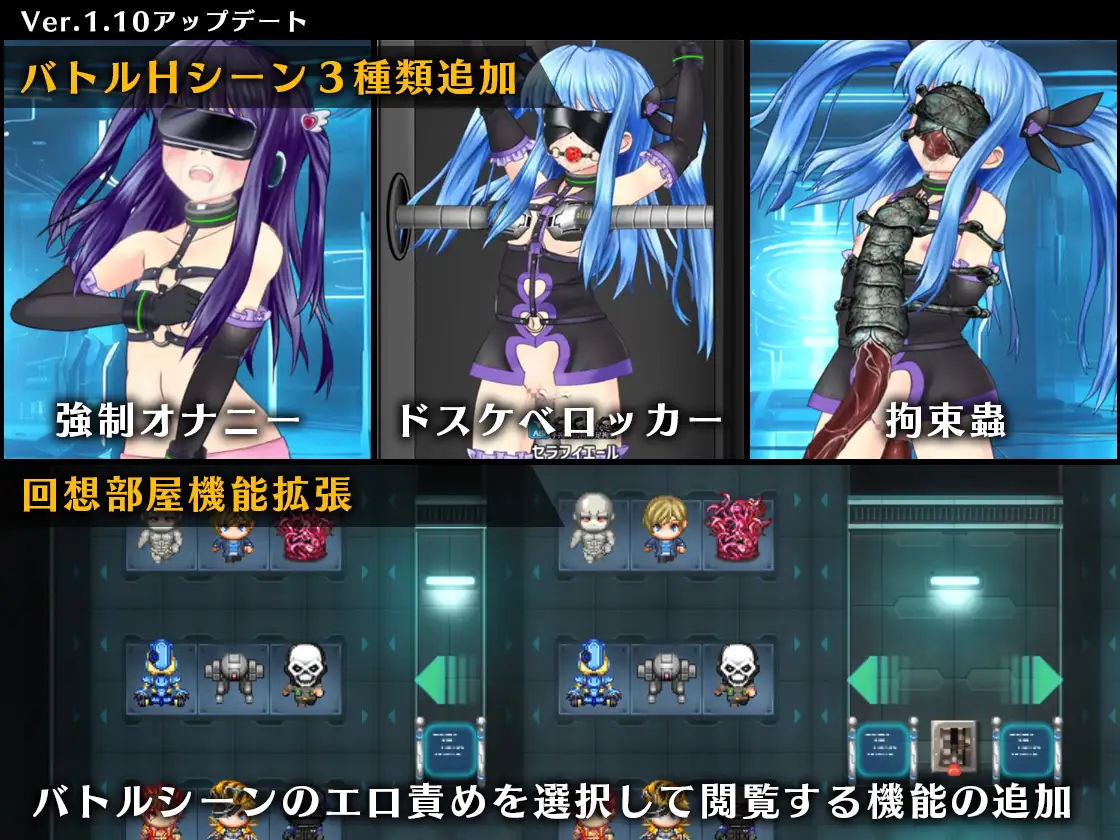 Ver.1.10アップデート
バトルHシーン３種類追加
強制オナニー
ドスケベロッカー
拘束蟲
セラフィエール
回想部屋機能拡張
バトルシーンのエロ責めを選択して閲覧する機能の追加